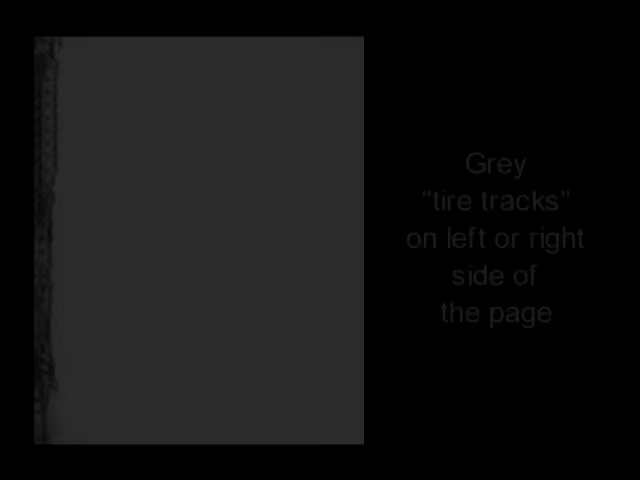 Grey
"tire tracks"
on left or right
side of
the page